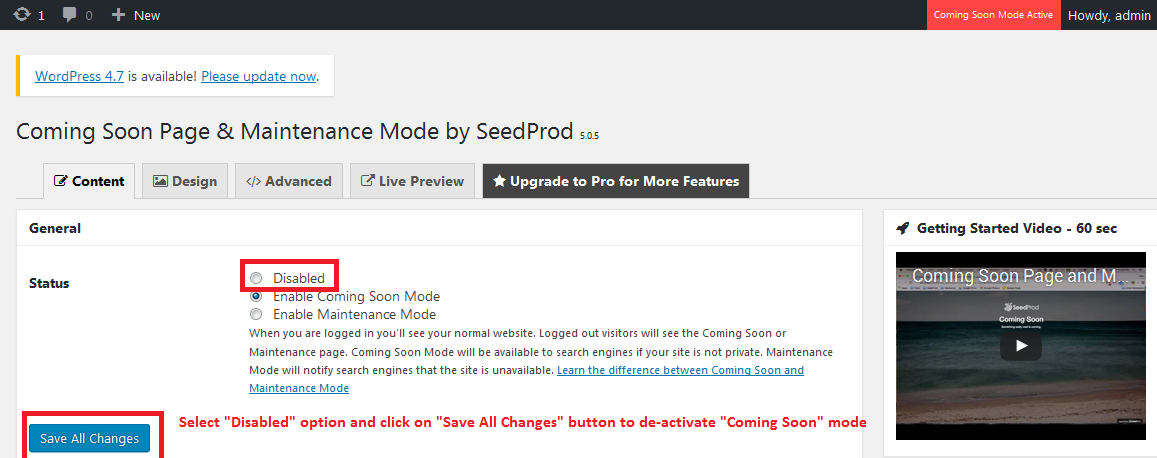 1 0 New Coming Soon Mode Active Howdy, admin
WordPress 4.7 is available! Please update now.
Coming Soon Page & Maintenance Mode by SeedProd 5.0.5
Content Design Advanced Live Preview Upgrade to Pro for More Features
General
Status
Disabled
Enable Coming Soon Mode
Enable Maintenance Mode
When you are logged in you'll see your normal website. Logged out visitors will see the Coming Soon or
Maintenance page. Coming Soon Mode will be available to search engines if your site is not private. Maintenance
Mode will notify search engines that the site is unavailable. Learn the difference between Coming Soon and
Maintenance Mode
Select "Disabled" option and click on "Save All Changes" button to de-activate "Coming Soon" mode
Save All Changes
Getting Started Video - 60 sec
Coming Soon Page and M...
SeedProd
Coming Soon